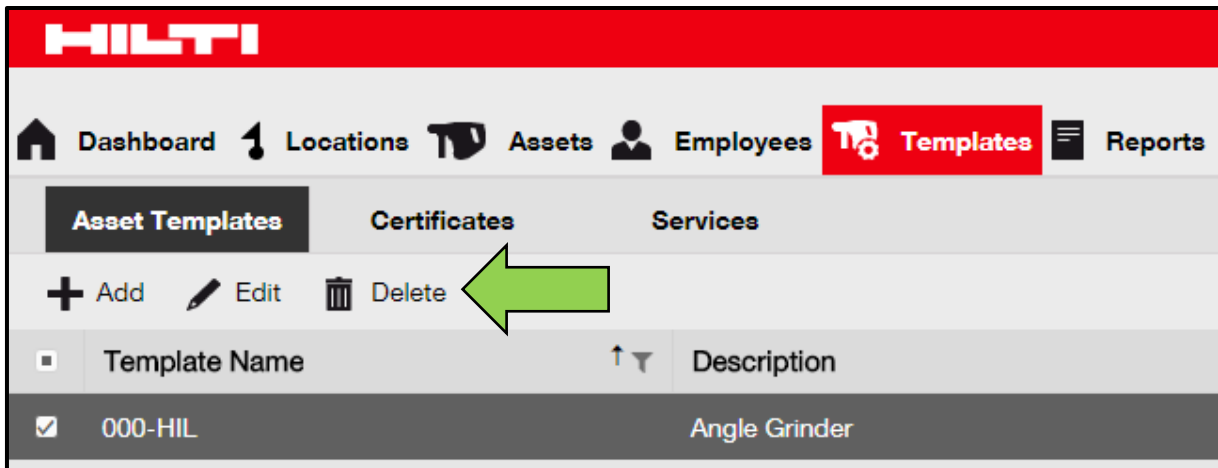 HILTI
Dashboard Locations Assets Employees Templates Reports
Asset Templates Certificates Services
Add Edit Delete
Template Name Description
000-HIL Angle Grinder